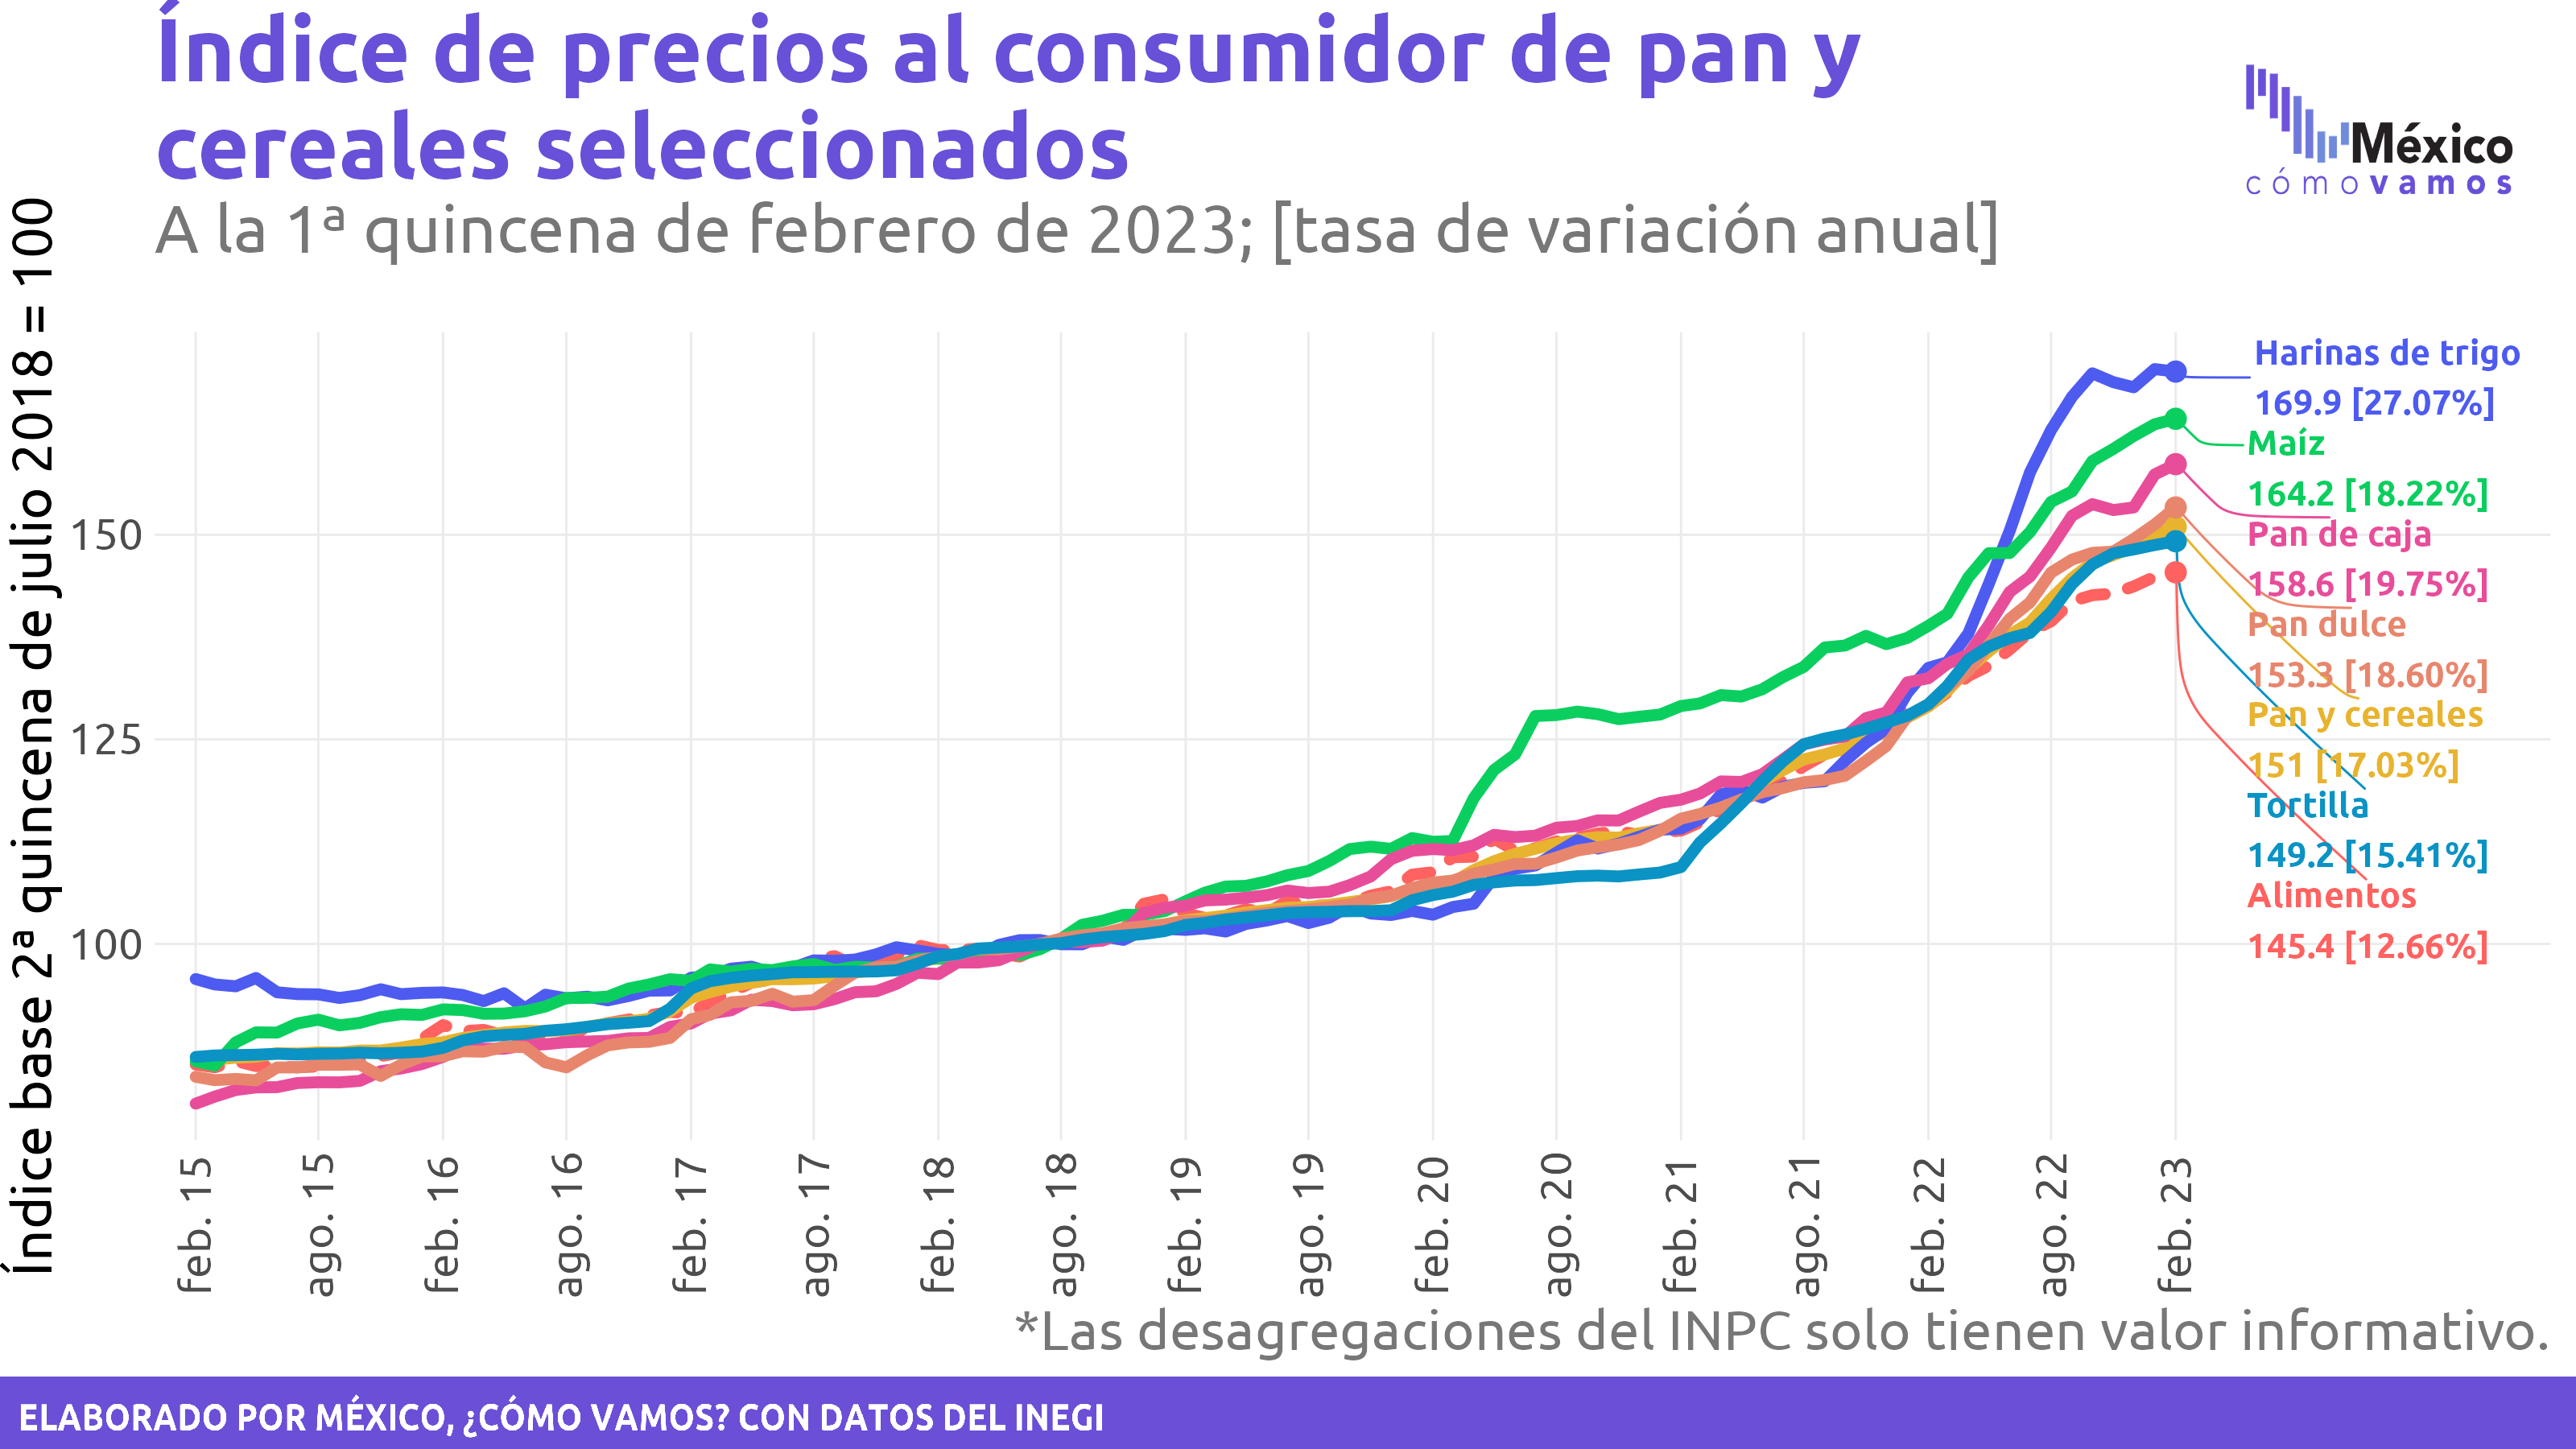 Índice de precios al consumidor de pan y
cereales seleccionados
A la 1ª quincena de febrero de 2023; [tasa de variación anual]
México
cómo vamos
Índice base 2ª quincena de julio 2018 = 100
150
125
100
Harinas de trigo
169.9 [27.07%]
Maíz
164.2 [18.22%]
Pan de caja
158.6 [19.75%]
Pan dulce
153.3 [18.60%]
Pan y cereales
151 [17.03%]
Tortilla
149.2 [15.41%]
Alimentos
145.4 [12.66%]
feb. 15
ago. 15
feb. 16
ago. 16
feb. 17
ago. 17
feb. 18
ago. 18
feb. 19
ago. 19
feb. 20
ago. 20
feb. 21
ago. 21
feb. 22
ago. 22
feb. 23
*Las desagregaciones del INPC solo tienen valor informativo.
ELABORADO POR MÉXICO, ¿CÓMO VAMOS? CON DATOS DEL INEGI